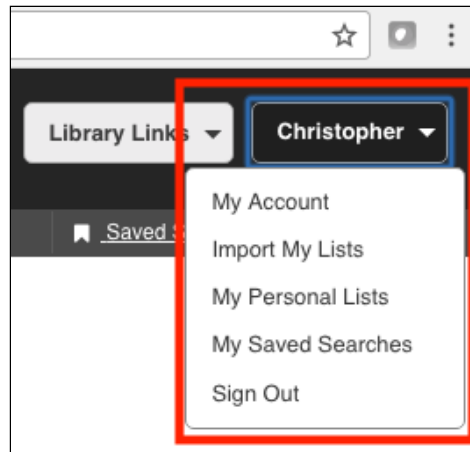 Library Links
Christopher
Saved S
My Account
Import My Lists
My Personal Lists
My Saved Searches
Sign Out